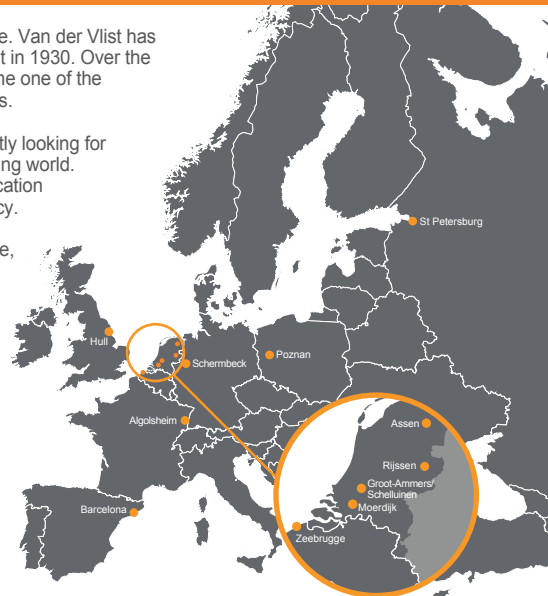 e. Van der Vlist has
t in 1930. Over the
ne one of the
s.
tly looking for
ing world.
cation
cy.
e,
St Petersburg
Hull
Schermbeck
Poznan
Algolsheim
Assen
Rijssen
Groot-Ammers/
Schelluinen
Moerdijk
Barcelona
Zeebrugge